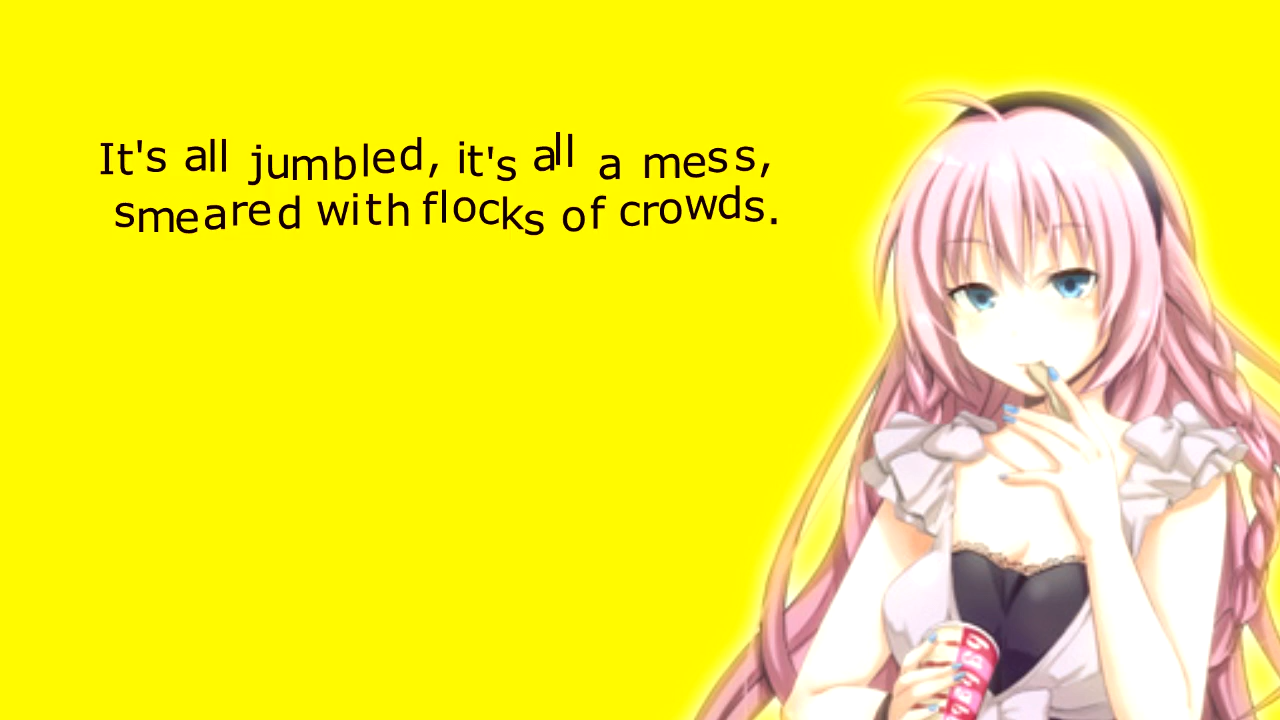 It's all jumbled, it's all a mess,
smeared with flocks of crowds.